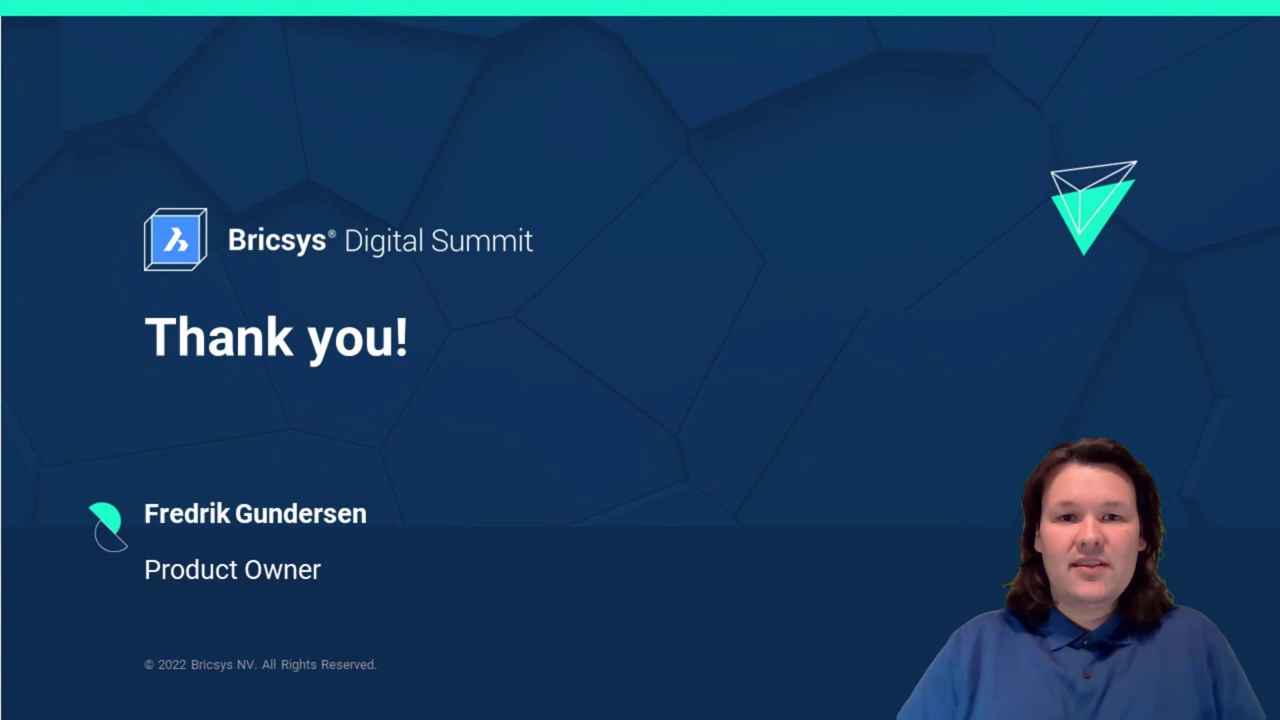 Bricsys® Digital Summit
Thank you!
Fredrik Gundersen
Product Owner
© 2022 Bricsys NV. All Rights Reserved.